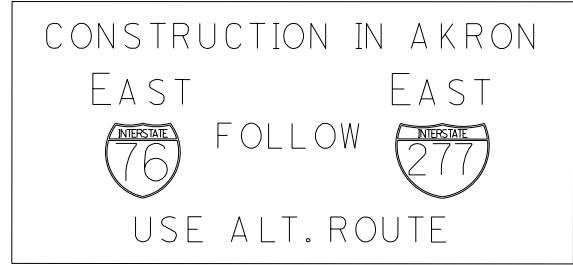 CONSTRUCTION IN AKRON
EAST EAST
INTERSTATE INTERSTATE
76 FOLLOW 277
USE ALT. ROUTE